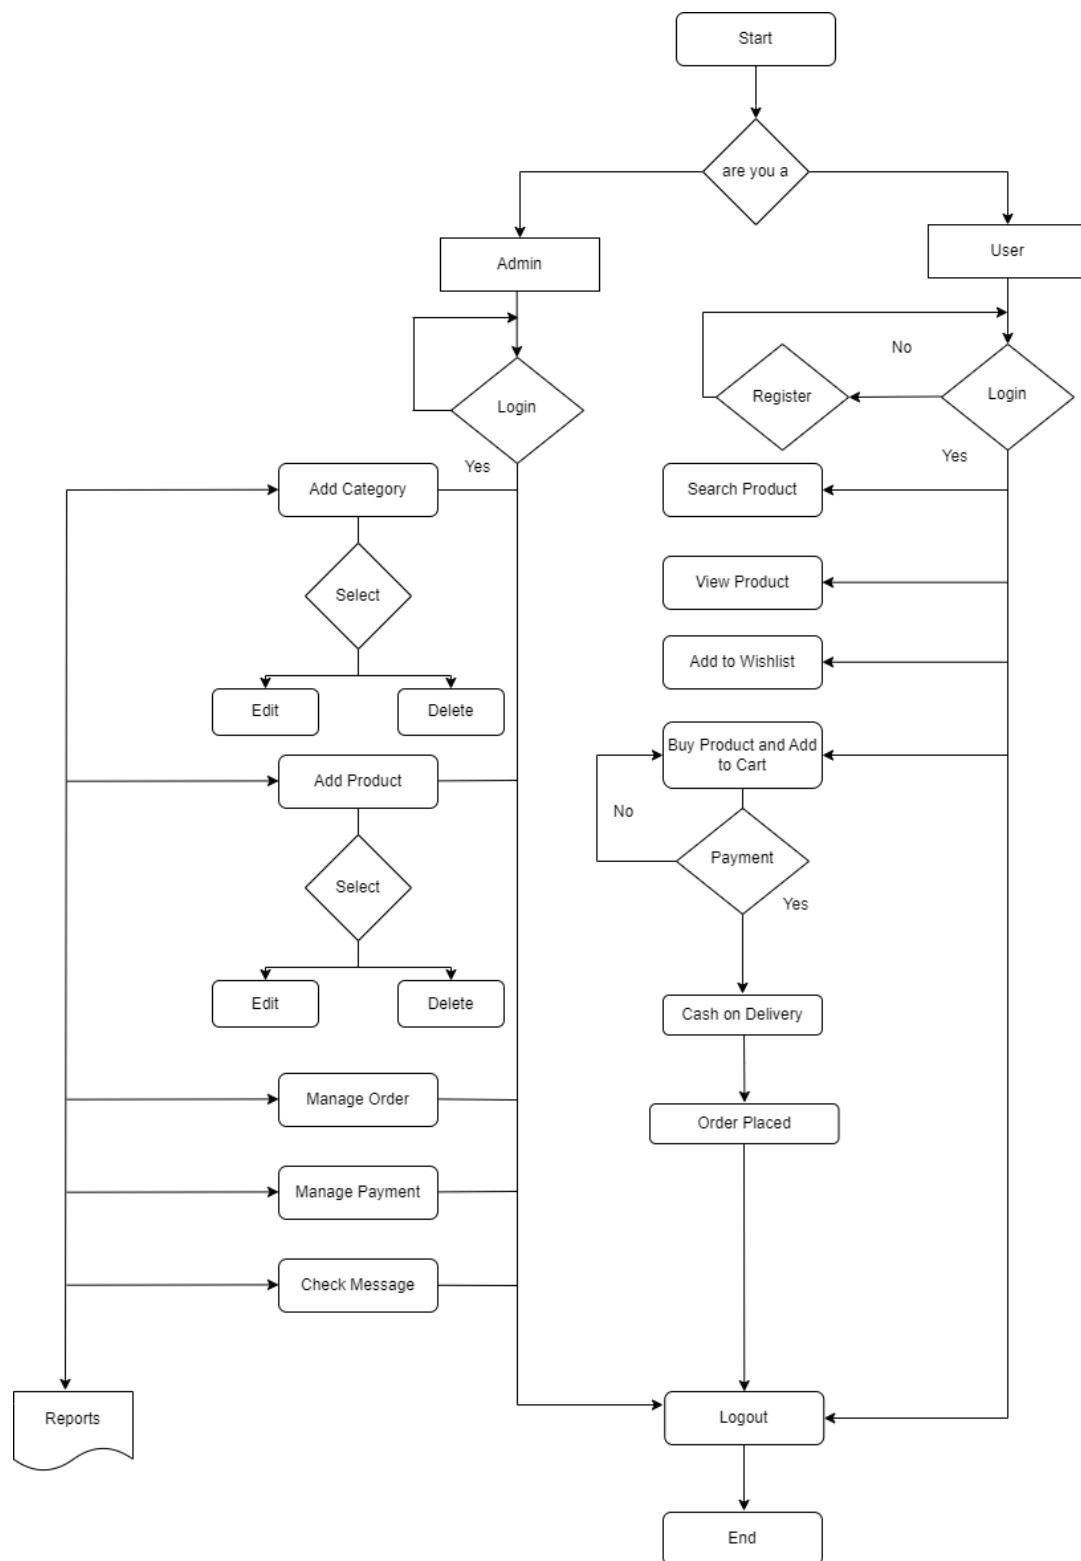 Start
are you a
Admin
User
No
Login
Register
Login
Yes
Yes
Add Category
Search Product
Select
View Product
Add to Wishlist
Edit
Delete
Buy Product and Add
to Cart
Add Product
No
Select
Payment
Yes
Edit
Delete
Cash on Delivery
Manage Order
Order Placed
Manage Payment
Check Message
Reports
Logout
End